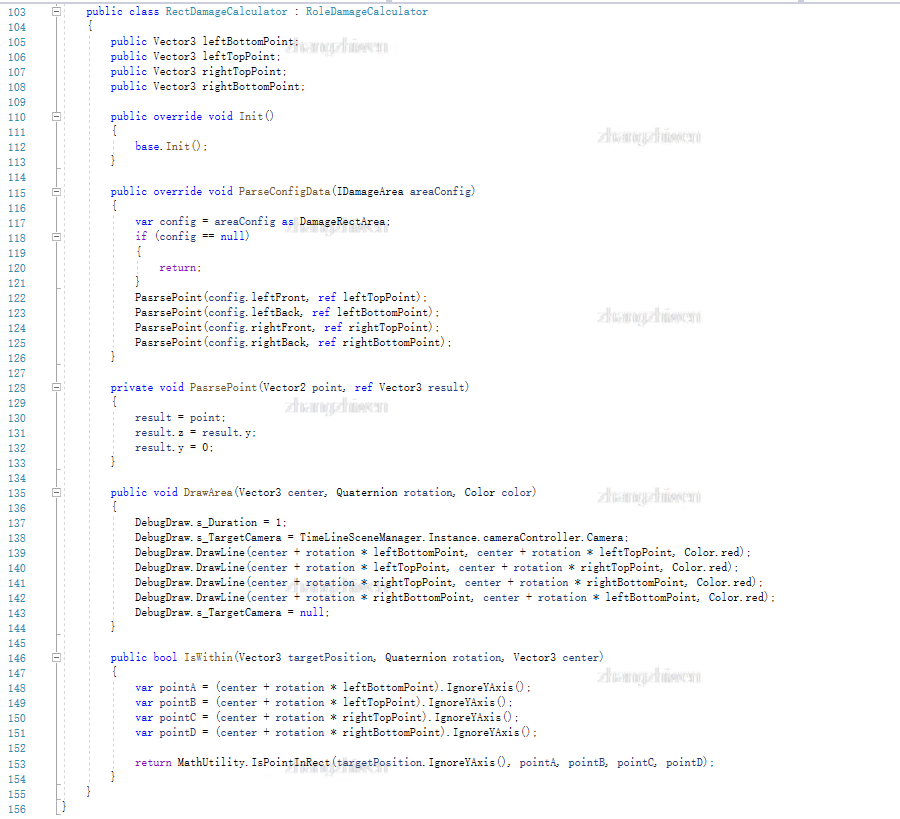 103 public class RectDamageCalculator : RoleDamageCalculator
104 {
105 public Vector3 leftBottomPoint;
106 public Vector3 leftTopPoint;
107 public Vector3 rightTopPoint;
108 public Vector3 rightBottomPoint;
109
110 public override void Init()
111 {
112 base.Init();
113 }
114
115 public override void ParseConfigData(IDamageArea areaConfig)
116 {
117 var config = areaConfig as DamageRectArea;
118 if (config == null)
119 {
120 return;
121 }
122 PasrsePoint(config.leftFront, ref leftTopPoint);
123 PasrsePoint(config.leftBack, ref leftBottomPoint);
124 PasrsePoint(config.rightFront, ref rightTopPoint);
125 PasrsePoint(config.rightBack, ref rightBottomPoint);
126 }
127
128 private void PasrsePoint(Vector2 point, ref Vector3 result)
129 {
130 result = point;
131 result.z = result.y;
132 result.y = 0;
133 }
134
135 public void DrawArea(Vector3 center, Quaternion rotation, Color color)
136 {
137 DebugDraw.s_Duration = 1;
138 DebugDraw.s_TargetCamera = TimeLineSceneManager.Instance.cameraController.Camera;
139 DebugDraw.DrawLine(center + rotation * leftBottomPoint, center + rotation * leftTopPoint, Color.red);
140 DebugDraw.DrawLine(center + rotation * leftTopPoint, center + rotation * rightTopPoint, Color.red);
141 DebugDraw.DrawLine(center + rotation * rightTopPoint, center + rotation * rightBottomPoint, Color.red);
142 DebugDraw.DrawLine(center + rotation * rightBottomPoint, center + rotation * leftBottomPoint, Color.red);
143 DebugDraw.s_TargetCamera = null;
144 }
145
146 public bool IsWithin(Vector3 targetPosition, Quaternion rotation, Vector3 center)
147 {
148 var pointA = (center + rotation * leftBottomPoint).IgnoreYAxis();
149 var pointB = (center + rotation * leftTopPoint).IgnoreYAxis();
150 var pointC = (center + rotation * rightTopPoint).IgnoreYAxis();
151 var pointD = (center + rotation * rightBottomPoint).IgnoreYAxis();
152
153 return MathUtility.IsPointInRect(targetPosition.IgnoreYAxis(), pointA, pointB, pointC, pointD);
154 }
155 }
156 }